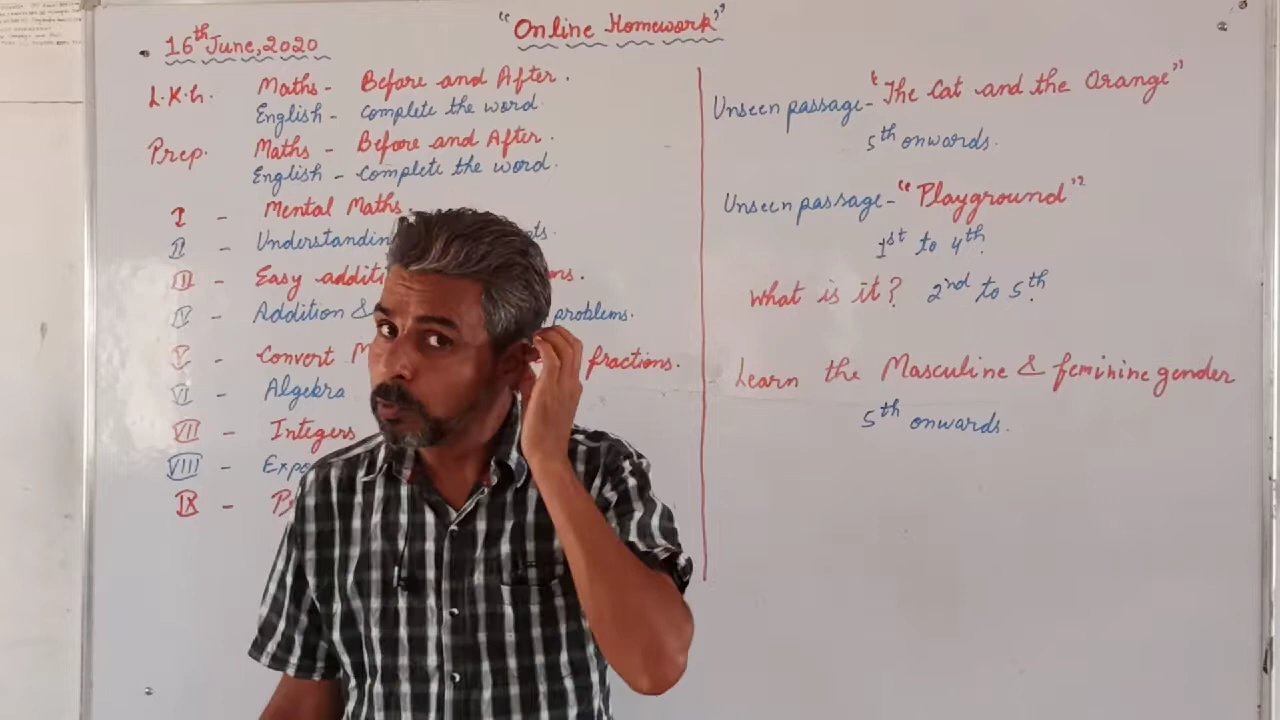 "Online Homework"
16th June, 2020
L.K.G. Maths - Before and After.
English - Complete the word.
Prep. Maths - Before and After.
English - Complete the word.
I - Mental Maths.
II - Understanding
III - Easy
IV - Addition & problems.
V - Convert fractions.
VI - Algebra
VII - Integers
VIII -
IX -
Unseen passage - "The Cat and the Orange"
5th onwards.
Unseen passage - "Playground"
1st to 4th.
What is it? 2nd to 5th.
Learn the Masculine & feminine gender
5th onwards.